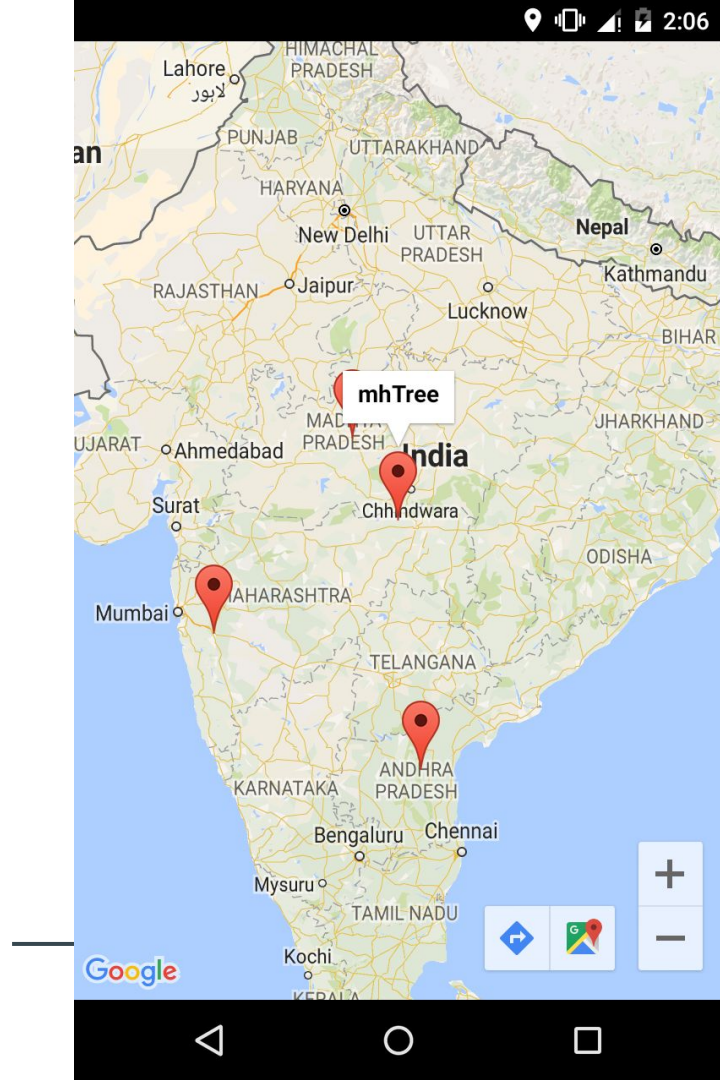 2:06
HIMACHAL
PRADESH
Lahore
لاہور
an
PUNJAB
UTTARAKHAND
HARYANA
New Delhi
UTTAR
PRADESH
Nepal
Kathmandu
RAJASTHAN
Jaipur
Lucknow
BIHAR
mhTree
PRADESH
UJARAT
Ahmedabad
India
JHARKHAND
Surat
Chhindwara
ODISHA
AHARASHTRA
Mumbai
TELANGANA
ANDHRA
PRADESH
KARNATAKA
Bengaluru
Chennai
Mysuru
TAMIL NADU
Kochi
KERALA
Google